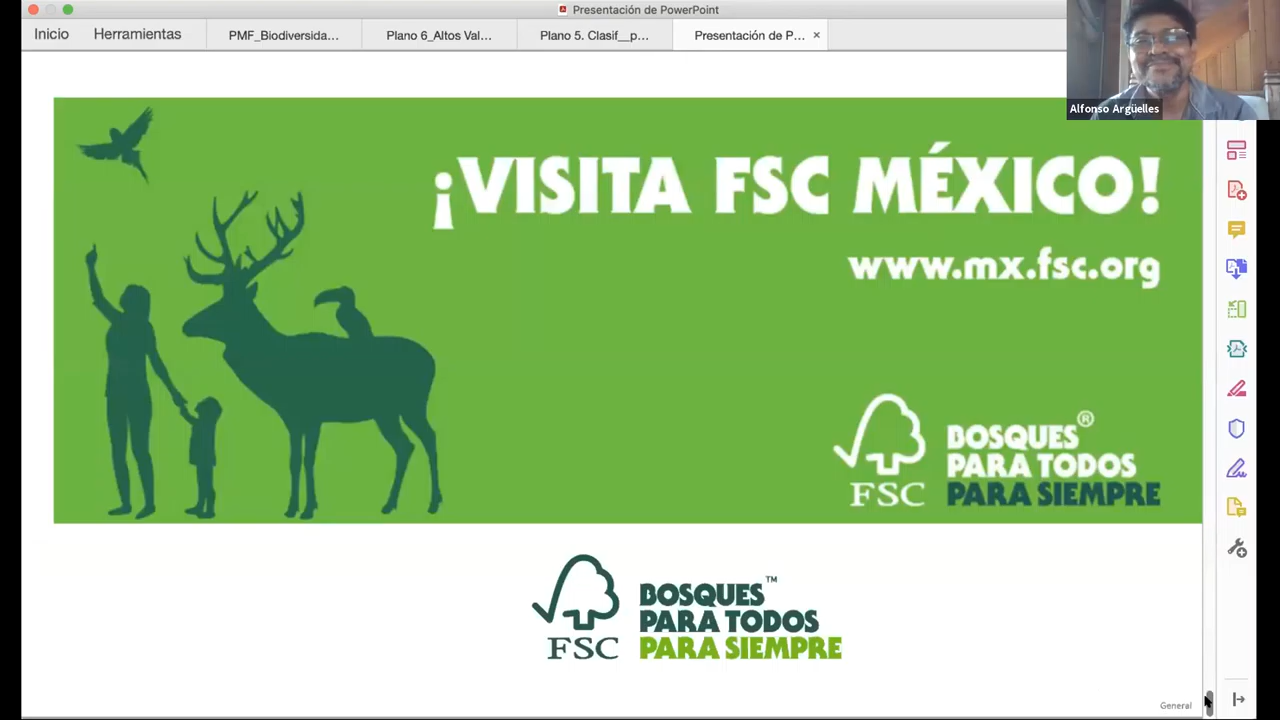 Presentación de PowerPoint
Inicio
Herramientas
PMF_Biodiversida...
Plano 6_Altos Val...
Plano 5. Clasif__p...
Presentación de P...
Alfonso Argüelles
¡VISITA FSC MÉXICO!
www.mx.fsc.org
FSC
BOSQUES®
PARA TODOS
PARA SIEMPRE
FSC
BOSQUES™
PARA TODOS
PARA SIEMPRE
General